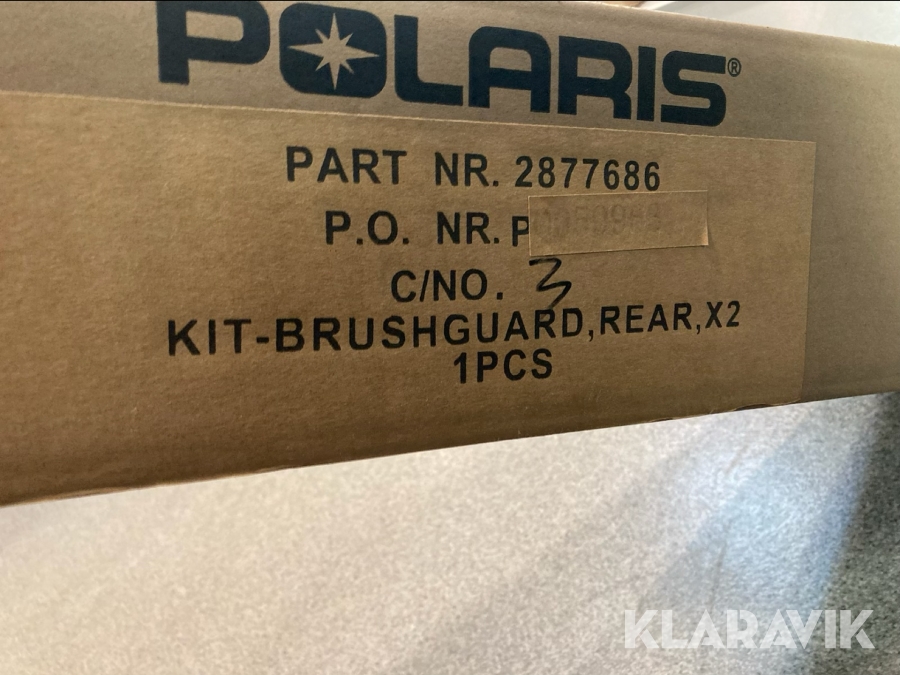 POLARIS®
PART NR. 2877686
P.O. NR. P
C/NO. 3
KIT-BRUSHGUARD,REAR,X2
1PCS
KLARAVIK